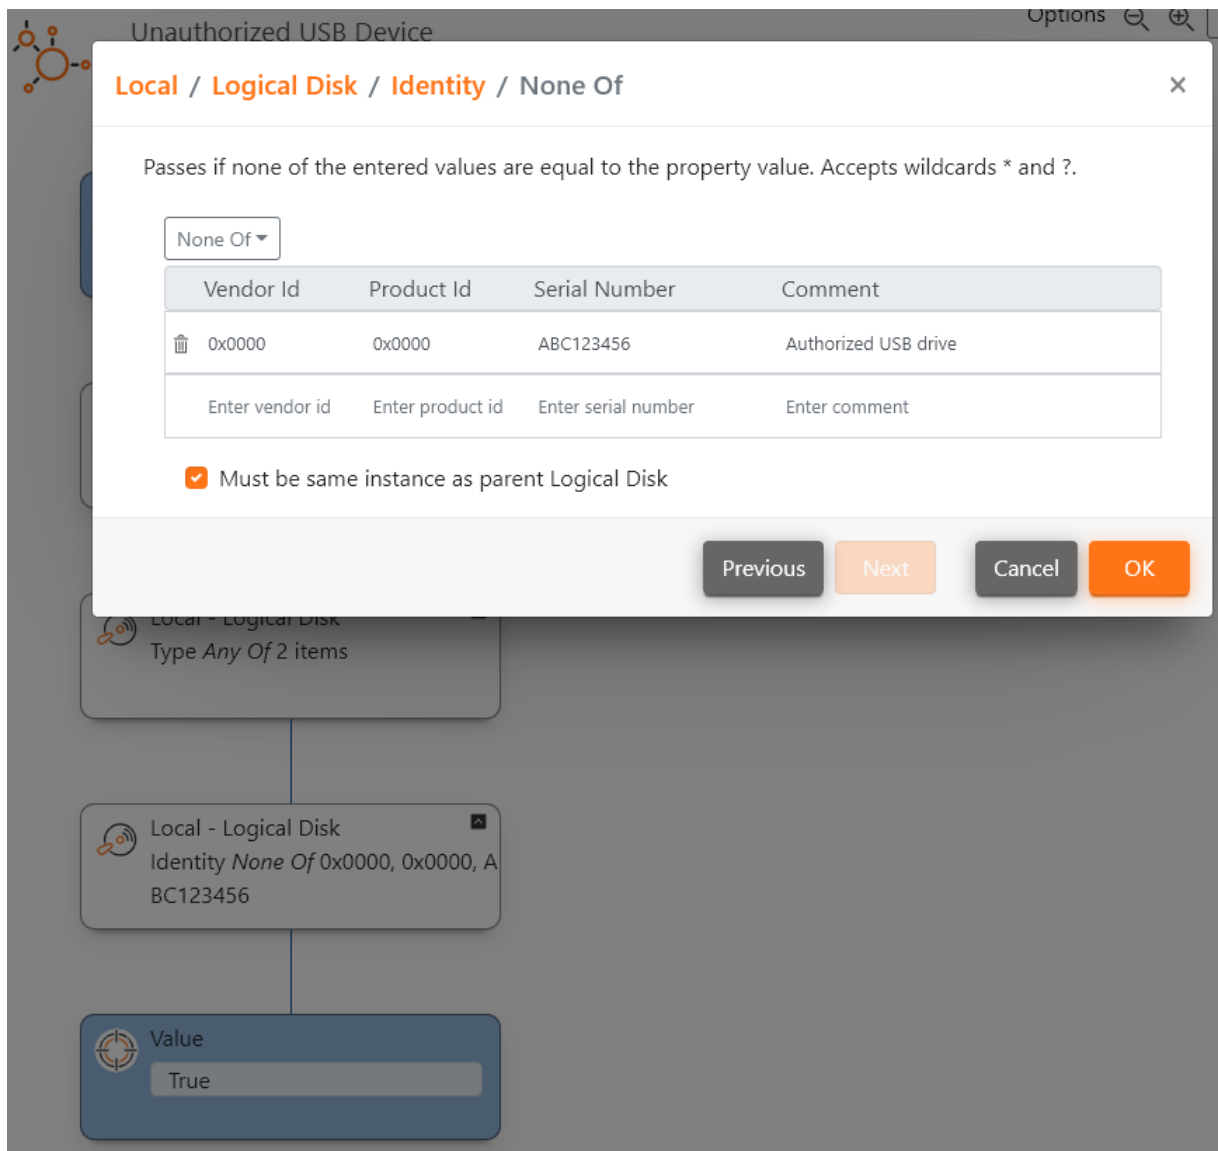 Unauthorized USB Device
Options
Local / Logical Disk / Identity / None Of
Passes if none of the entered values are equal to the property value. Accepts wildcards * and ?.
None Of
Vendor Id Product Id Serial Number Comment
0x0000 0x0000 ABC123456 Authorized USB drive
Enter vendor id Enter product id Enter serial number Enter comment
Must be same instance as parent Logical Disk
Previous Next Cancel OK
Local - Logical Disk
Type Any Of 2 items
Local - Logical Disk
Identity None Of 0x0000, 0x0000, A
BC123456
Value
True